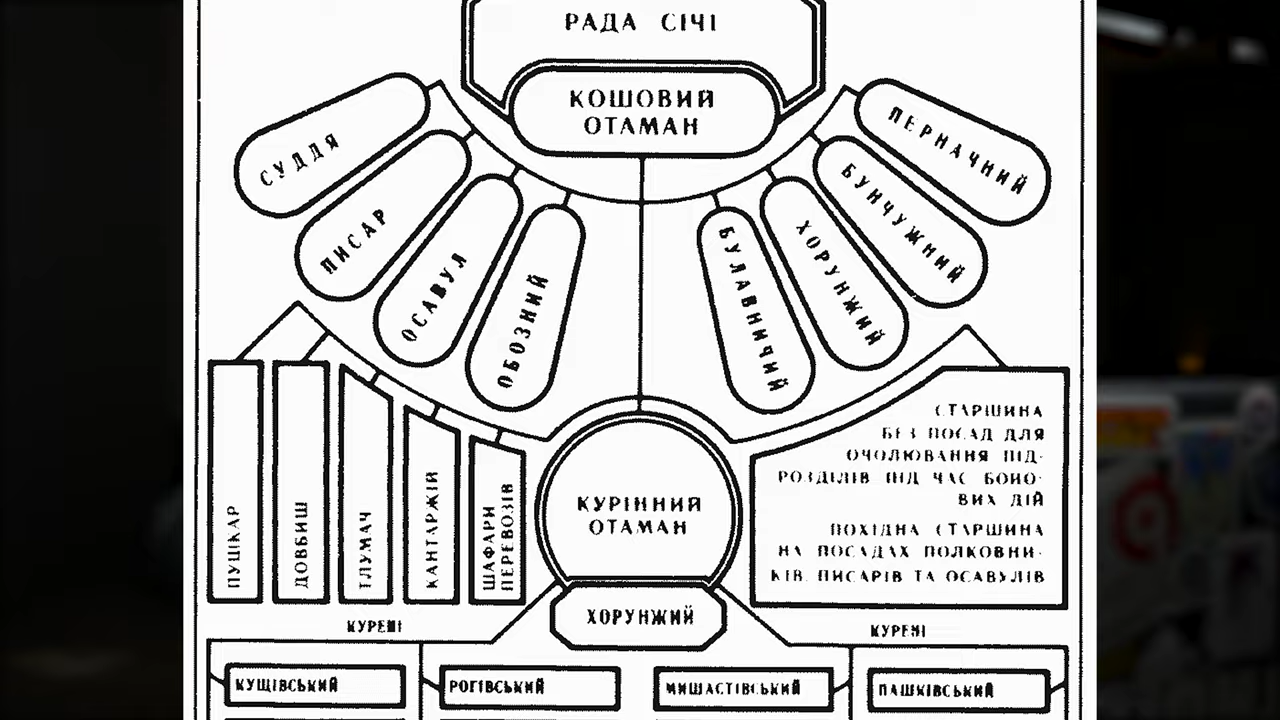 РАДА СІЧІ
КОШОВИЙ
ОТАМАН
СУДДЯ
ПИСАР
ОСАВУЛ
ОБОЗНИЙ
БУЛАВНИЧИЙ
ХОРУНЖИЙ
БУНЧУЖНИЙ
ПЕРНАЧНИЙ
ПУШКАР
ДОВБИШ
ТЛУМАЧ
КАНТАРЖІЙ
ШАФАРИ
ПЕРЕВОЗІВ
КУРІННИЙ
ОТАМАН
ХОРУНЖИЙ
СТАРШИНА
БЕЗ ПОСАД ДЛЯ
ОЧОЛЮВАННЯ ПІД-
РОЗДІЛІВ ПІД ЧАС БОЙО-
ВИХ ДІЙ
ПОХІДНА СТАРШИНА
НА ПОСАДАХ ПОЛКОВНИ-
КІВ, ПИСАРІВ ТА ОСАВУЛІВ
КУРЕНІ
КУРЕНІ
КУЩІВСЬКИЙ
РОГІВСЬКИЙ
МИШАСТІВСЬКИЙ
ПАШКІВСЬКИЙ